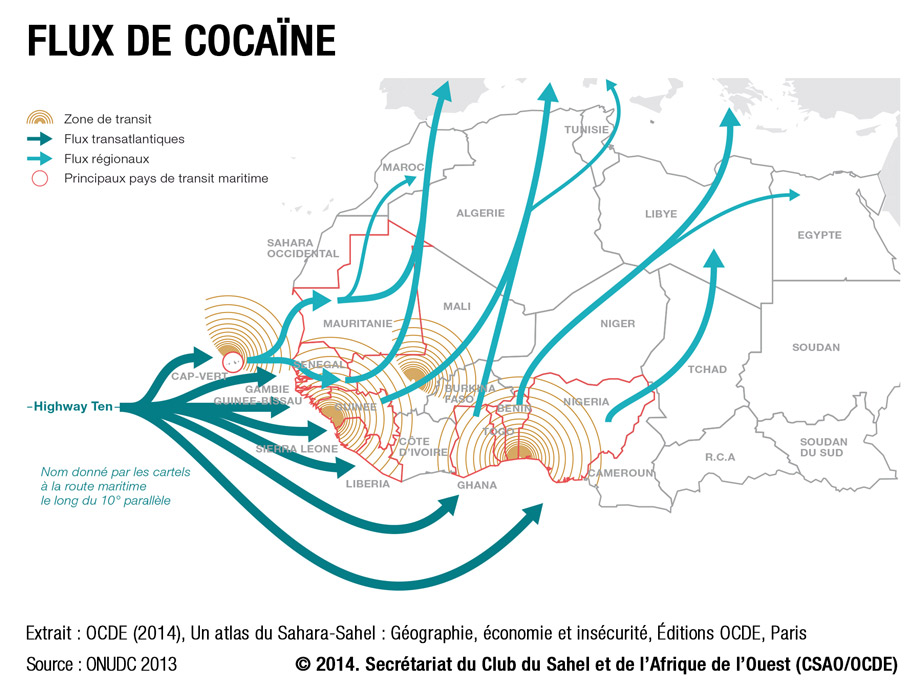 FLUX DE COCAÏNE
Zone de transit
Flux transatlantiques
Flux régionaux
Principaux pays de transit maritime
TUNISIE
MAROC
ALGERIE
LIBYE
EGYPTE
SAHARA
OCCIDENTAL
MALI
MAURITANIE
NIGER
SOUDAN
TCHAD
SENEGAL
CAP-VERT
GAMBIE
GUINEE-BISSAU
BURKINA
FASO
GUINEE
BENIN
NIGERIA
Highway Ten
TOGO
CÔTE
D'IVOIRE
SIERRA LEONE
SOUDAN
DU SUD
R.C.A
CAMEROUN
LIBERIA
GHANA
Nom donné par les cartels
à la route maritime
le long du 10° parallèle
Extrait : OCDE (2014), Un atlas du Sahara-Sahel : Géographie, économie et insécurité, Éditions OCDE, Paris
Source : ONUDC 2013
© 2014. Secrétariat du Club du Sahel et de l'Afrique de l'Ouest (CSAO/OCDE)